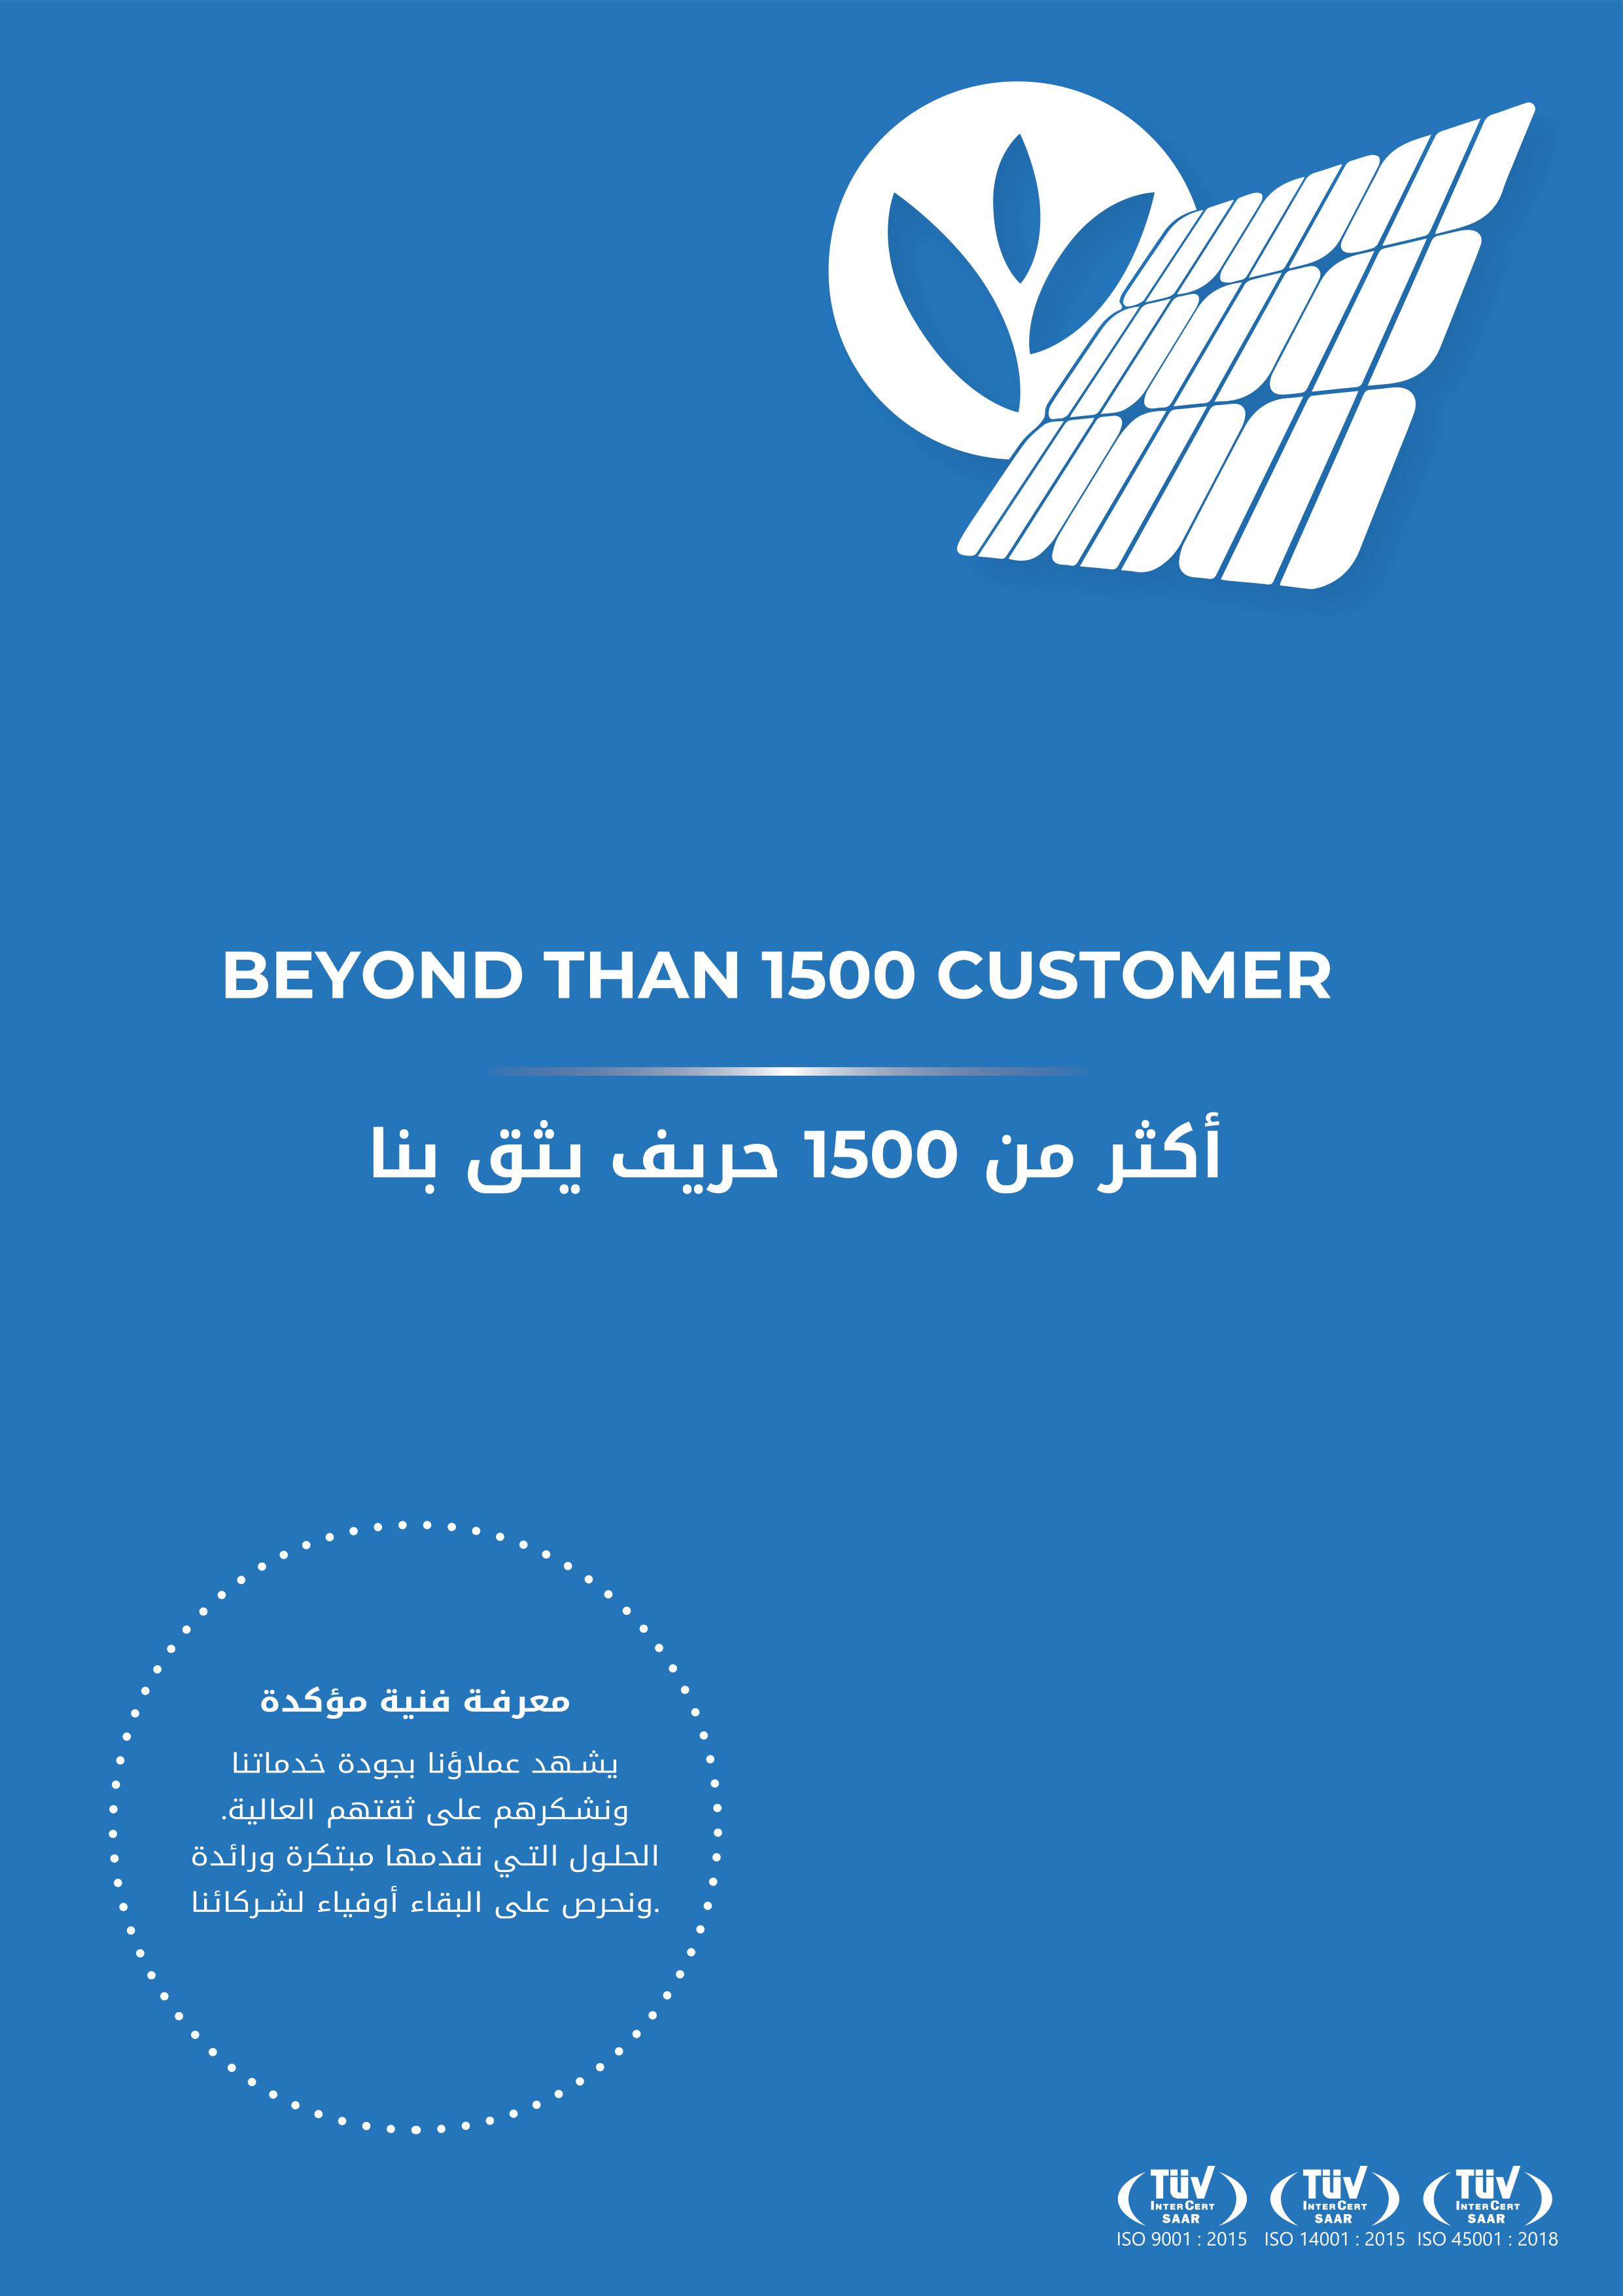 BEYOND THAN 1500 CUSTOMER
أكثر من 1500 حريف يثق بنا
معرفة فنية مؤكدة
يشهد عملاؤنا بجودة خدماتنا
ونشكرهم على ثقتهم العالية.
الحلول التي نقدمها مبتكرة ورائدة
.ونحرص على البقاء أوفياء لشركائنا
TÜV TÜV TÜV
INTERCERT INTERCERT INTERCERT
SAAR SAAR SAAR
ISO 9001 : 2015 ISO 14001 : 2015 ISO 45001 : 2018